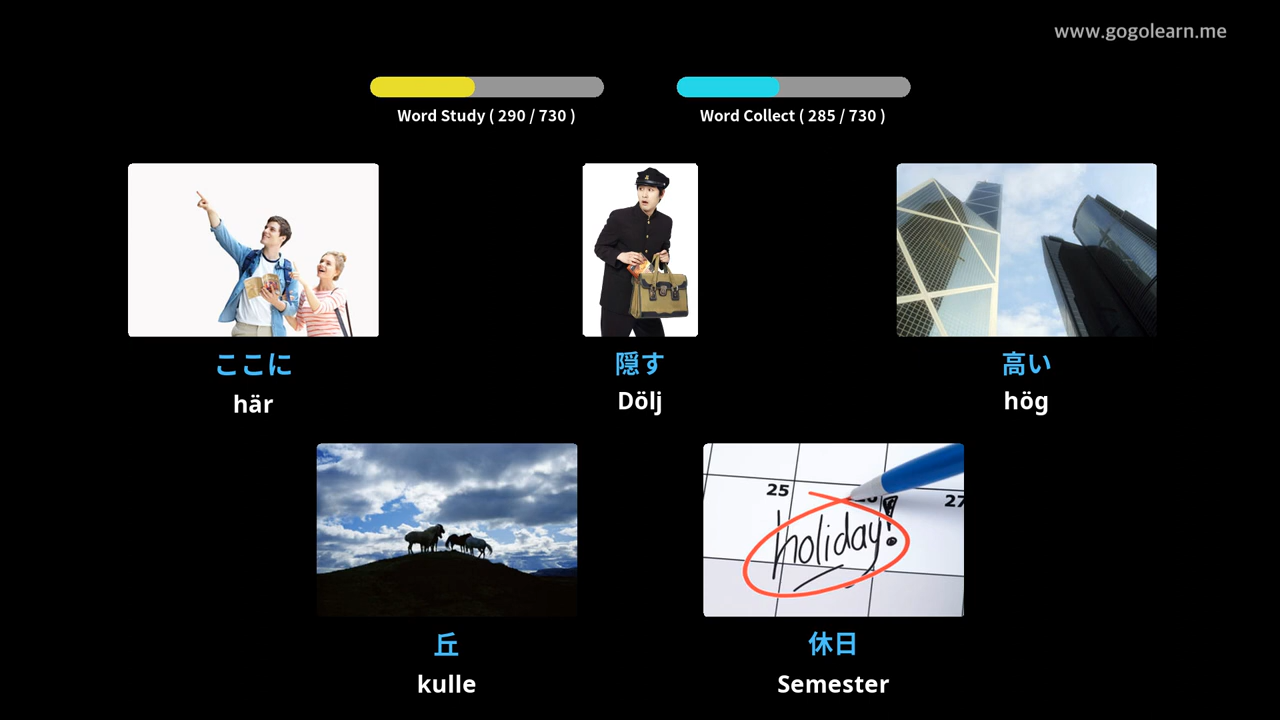 www.gogolearn.me
Word Study ( 290 / 730 )
Word Collect ( 285 / 730 )
ここに
här
隠す
Dölj
高い
hög
25
27
holiday!
丘
kulle
休日
Semester